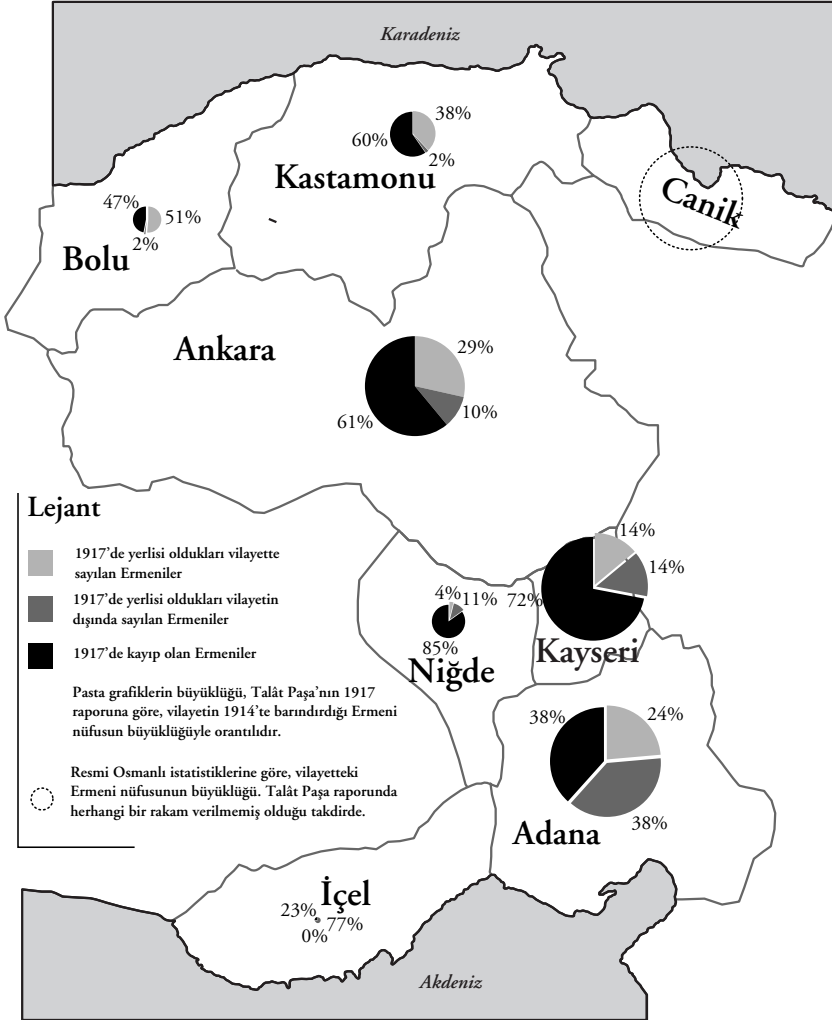 Karadeniz
38%
60%
2%
Kastamonu
Canik
47%
51%
2%
Bolu
Ankara
29%
10%
61%
Lejant
1917’de yerlisi oldukları vilayette
sayılan Ermeniler
1917’de yerlisi oldukları vilayetin
dışında sayılan Ermeniler
1917’de kayıp olan Ermeniler
Pasta grafiklerin büyüklüğü, Talât Paşa’nın 1917
raporuna göre, vilayetin 1914’te barındırdığı Ermeni
nüfusun büyüklüğüyle orantılıdır.
Resmi Osmanlı istatistiklerine göre, vilayetteki
Ermeni nüfusunun büyüklüğü. Talât Paşa raporunda
herhangi bir rakam verilmemiş olduğu takdirde.
14%
14%
72%
Kayseri
4%
11%
85%
Niğde
38%
24%
38%
Adana
İçel
23%
77%
0%
Akdeniz